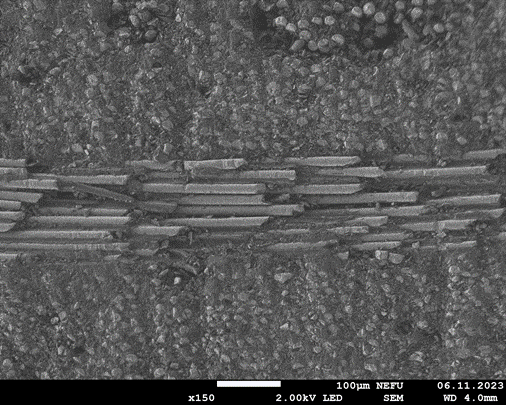 100μm NEFU 06.11.2023
x150 2.00kV LED SEM WD 4.0mm